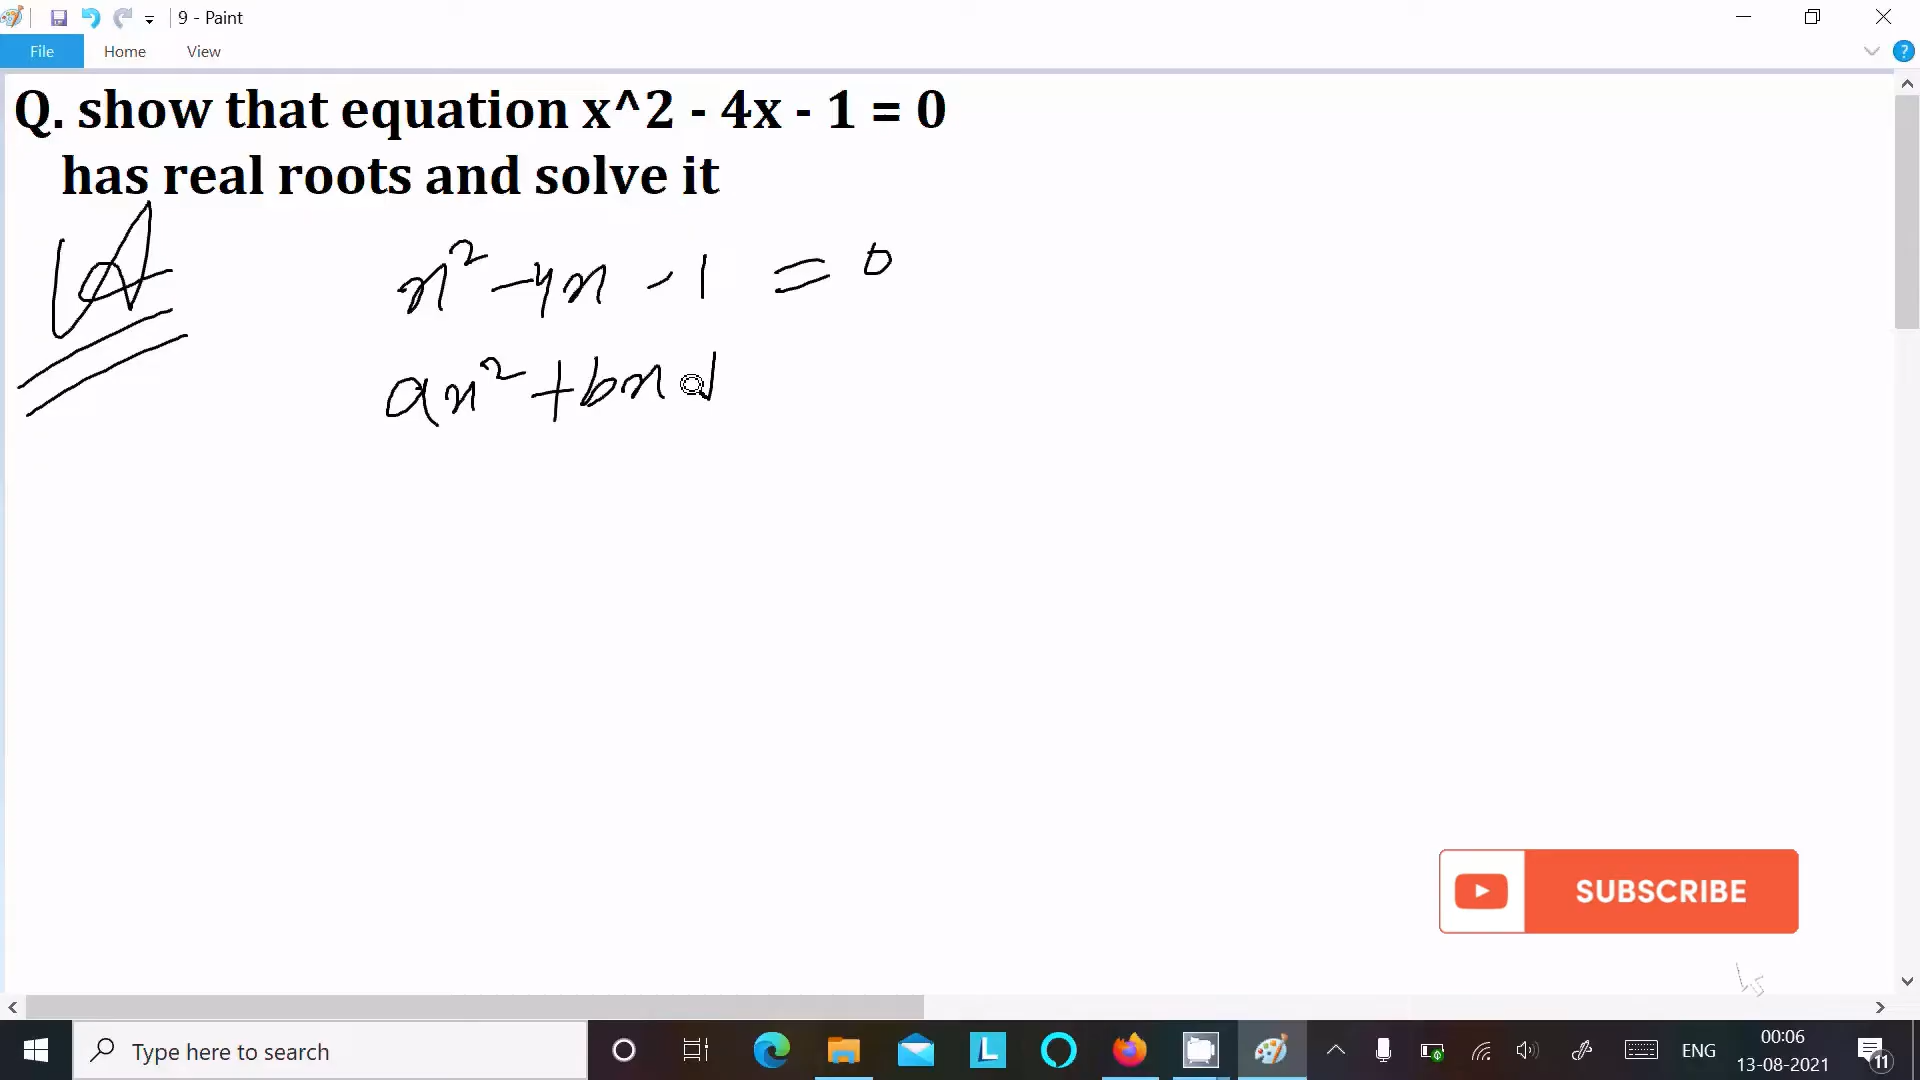 9 - Paint
File Home View
Q. show that equation x^2 - 4x - 1 = 0
has real roots and solve it
x² - 4x - 1 = 0
ax² + bx
SUBSCRIBE
Type here to search
ENG
00:06
13-08-2021
11